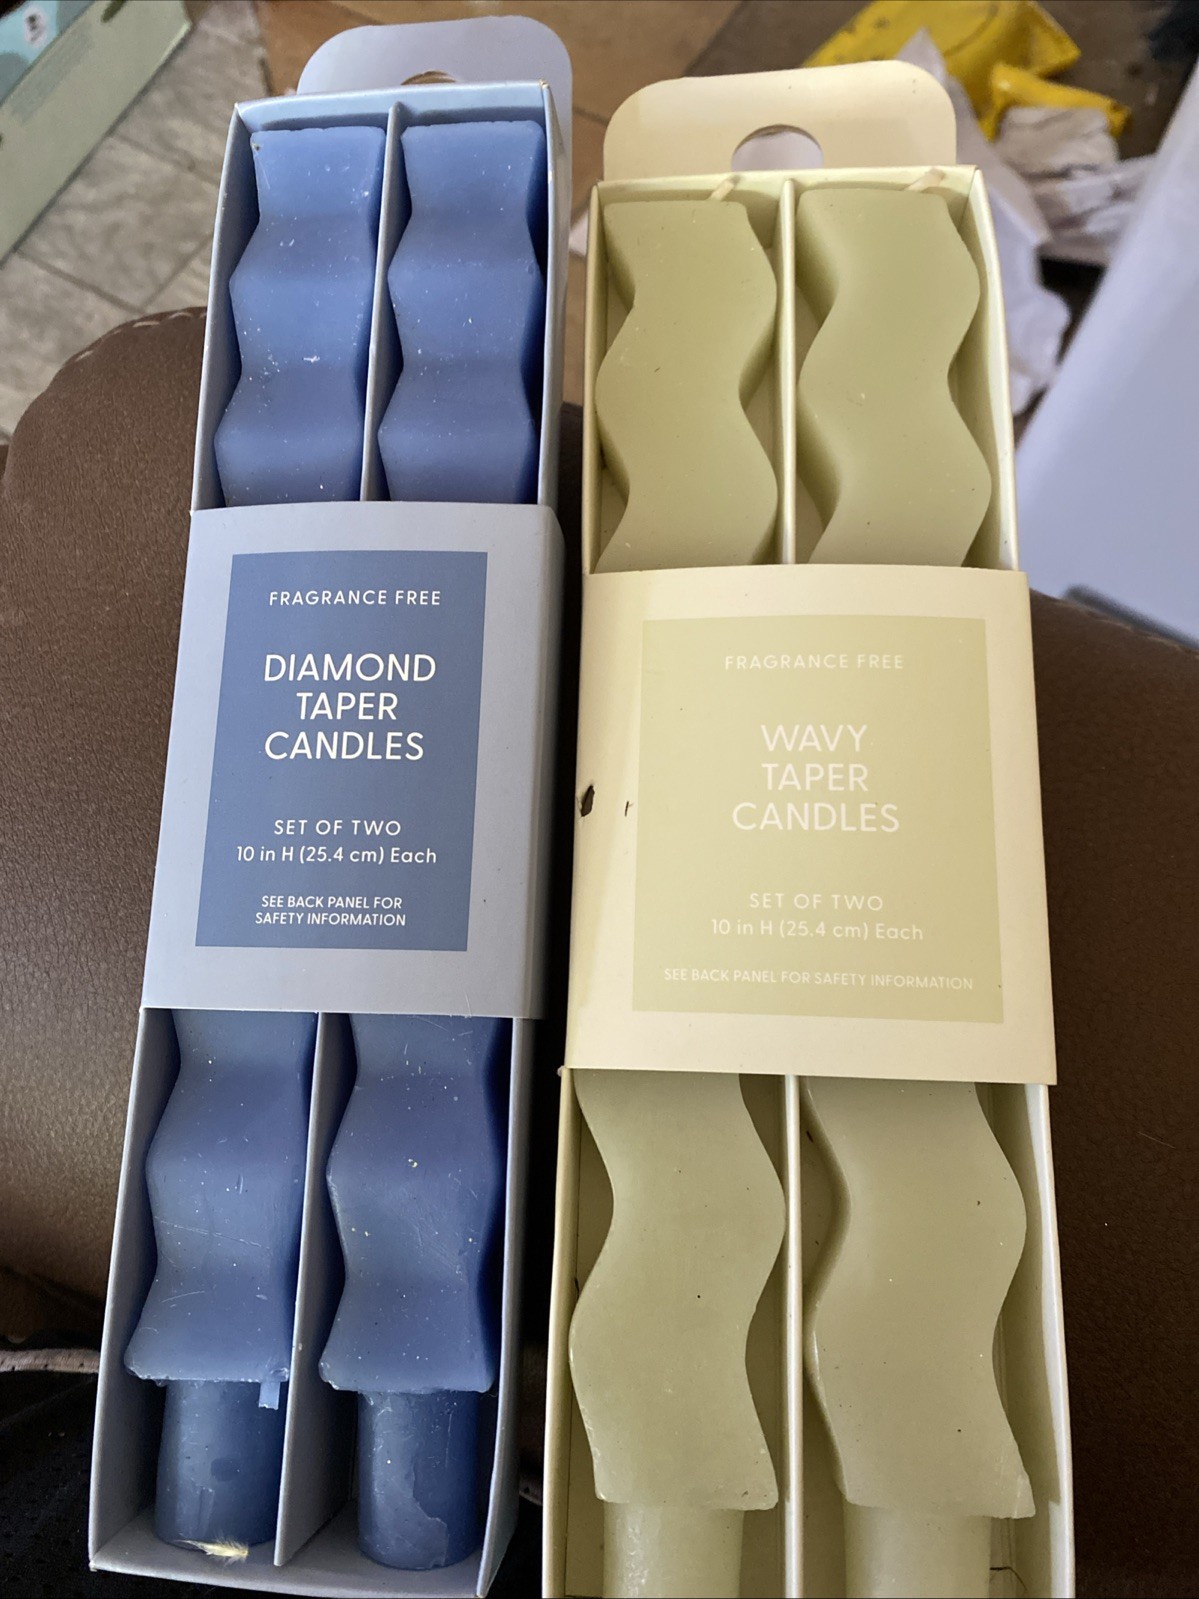 FRAGRANCE FREE
DIAMOND
TAPER
CANDLES
SET OF TWO
10 in H (25.4 cm) Each
SEE BACK PANEL FOR
SAFETY INFORMATION
FRAGRANCE FREE
WAVY
TAPER
CANDLES
SET OF TWO
10 in H (25.4 cm) Each
SEE BACK PANEL FOR SAFETY INFORMATION